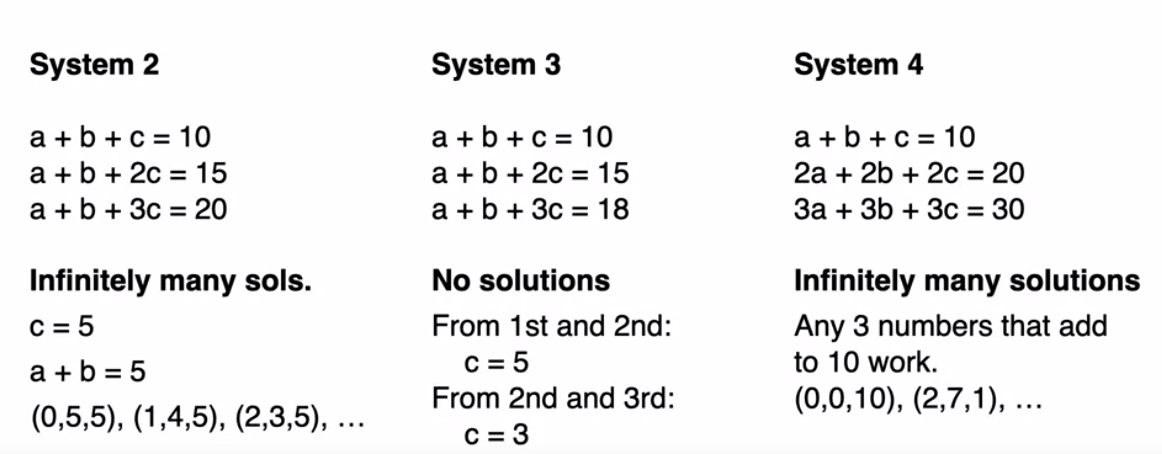 System 2
a + b + c = 10
a + b + 2c = 15
a + b + 3c = 20
Infinitely many sols.
c = 5
a + b = 5
(0,5,5), (1,4,5), (2,3,5), …
System 3
a + b + c = 10
a + b + 2c = 15
a + b + 3c = 18
No solutions
From 1st and 2nd:
c = 5
From 2nd and 3rd:
c = 3
System 4
a + b + c = 10
2a + 2b + 2c = 20
3a + 3b + 3c = 30
Infinitely many solutions
Any 3 numbers that add
to 10 work.
(0,0,10), (2,7,1), …